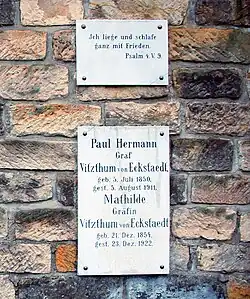 Ich liege und schlafe
ganz mit Frieden.
Psalm 4.V.9.
Paul Hermann
Graf
Vitzthum von Eckstaedt,
geb. 5. Juli 1850,
gest. 5. August 1911.
Mathilde
Gräfin
Vitzthum von Eckstaedt
geb. 21. Dez. 1854,
gest. 23. Dez. 1922.